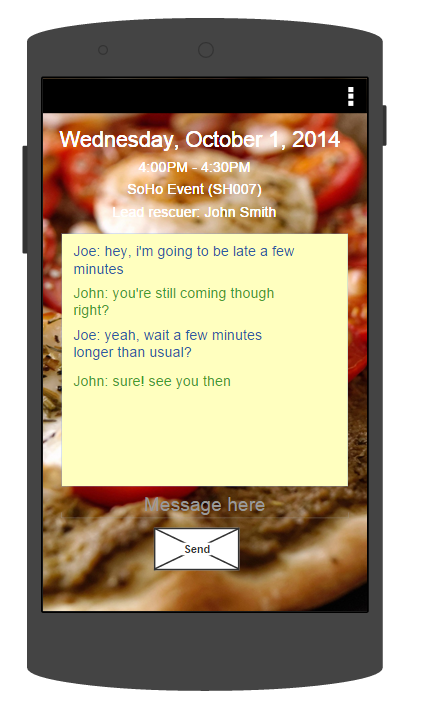 Wednesday, October 1, 2014
4:00PM - 4:30PM
SoHo Event (SH007)
Lead rescuer: John Smith
Joe: hey, i'm going to be late a few
minutes
John: you're still coming though
right?
Joe: yeah, wait a few minutes
longer than usual?
John: sure! see you then
Message here
Send